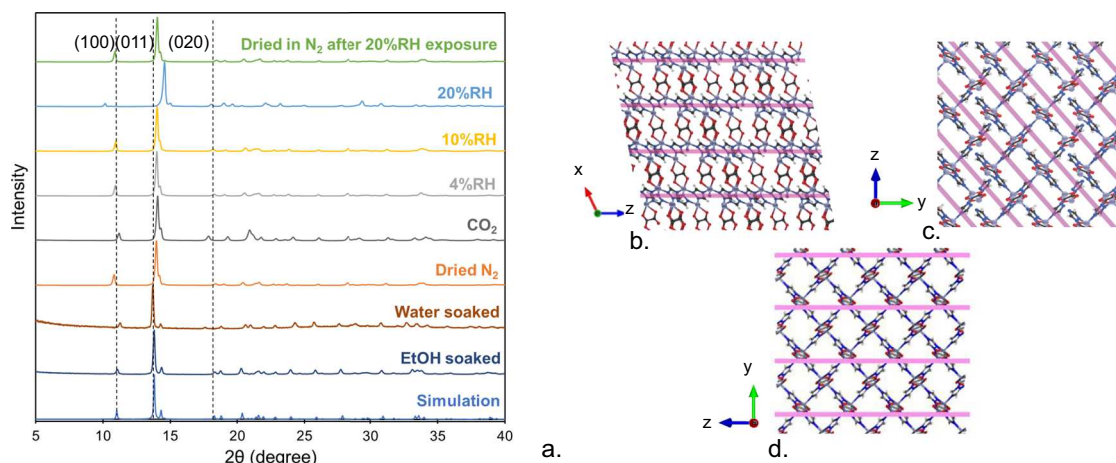 (100)(011) (020)
Dried in N2 after 20%RH exposure
20%RH
10%RH
4%RH
CO2
Dried N2
Water soaked
EtOH soaked
Simulation
Intensity
5 10 15 20 25 30 35 40
2θ (degree)
a.
x
z
b.
z
y
c.
y
z
d.